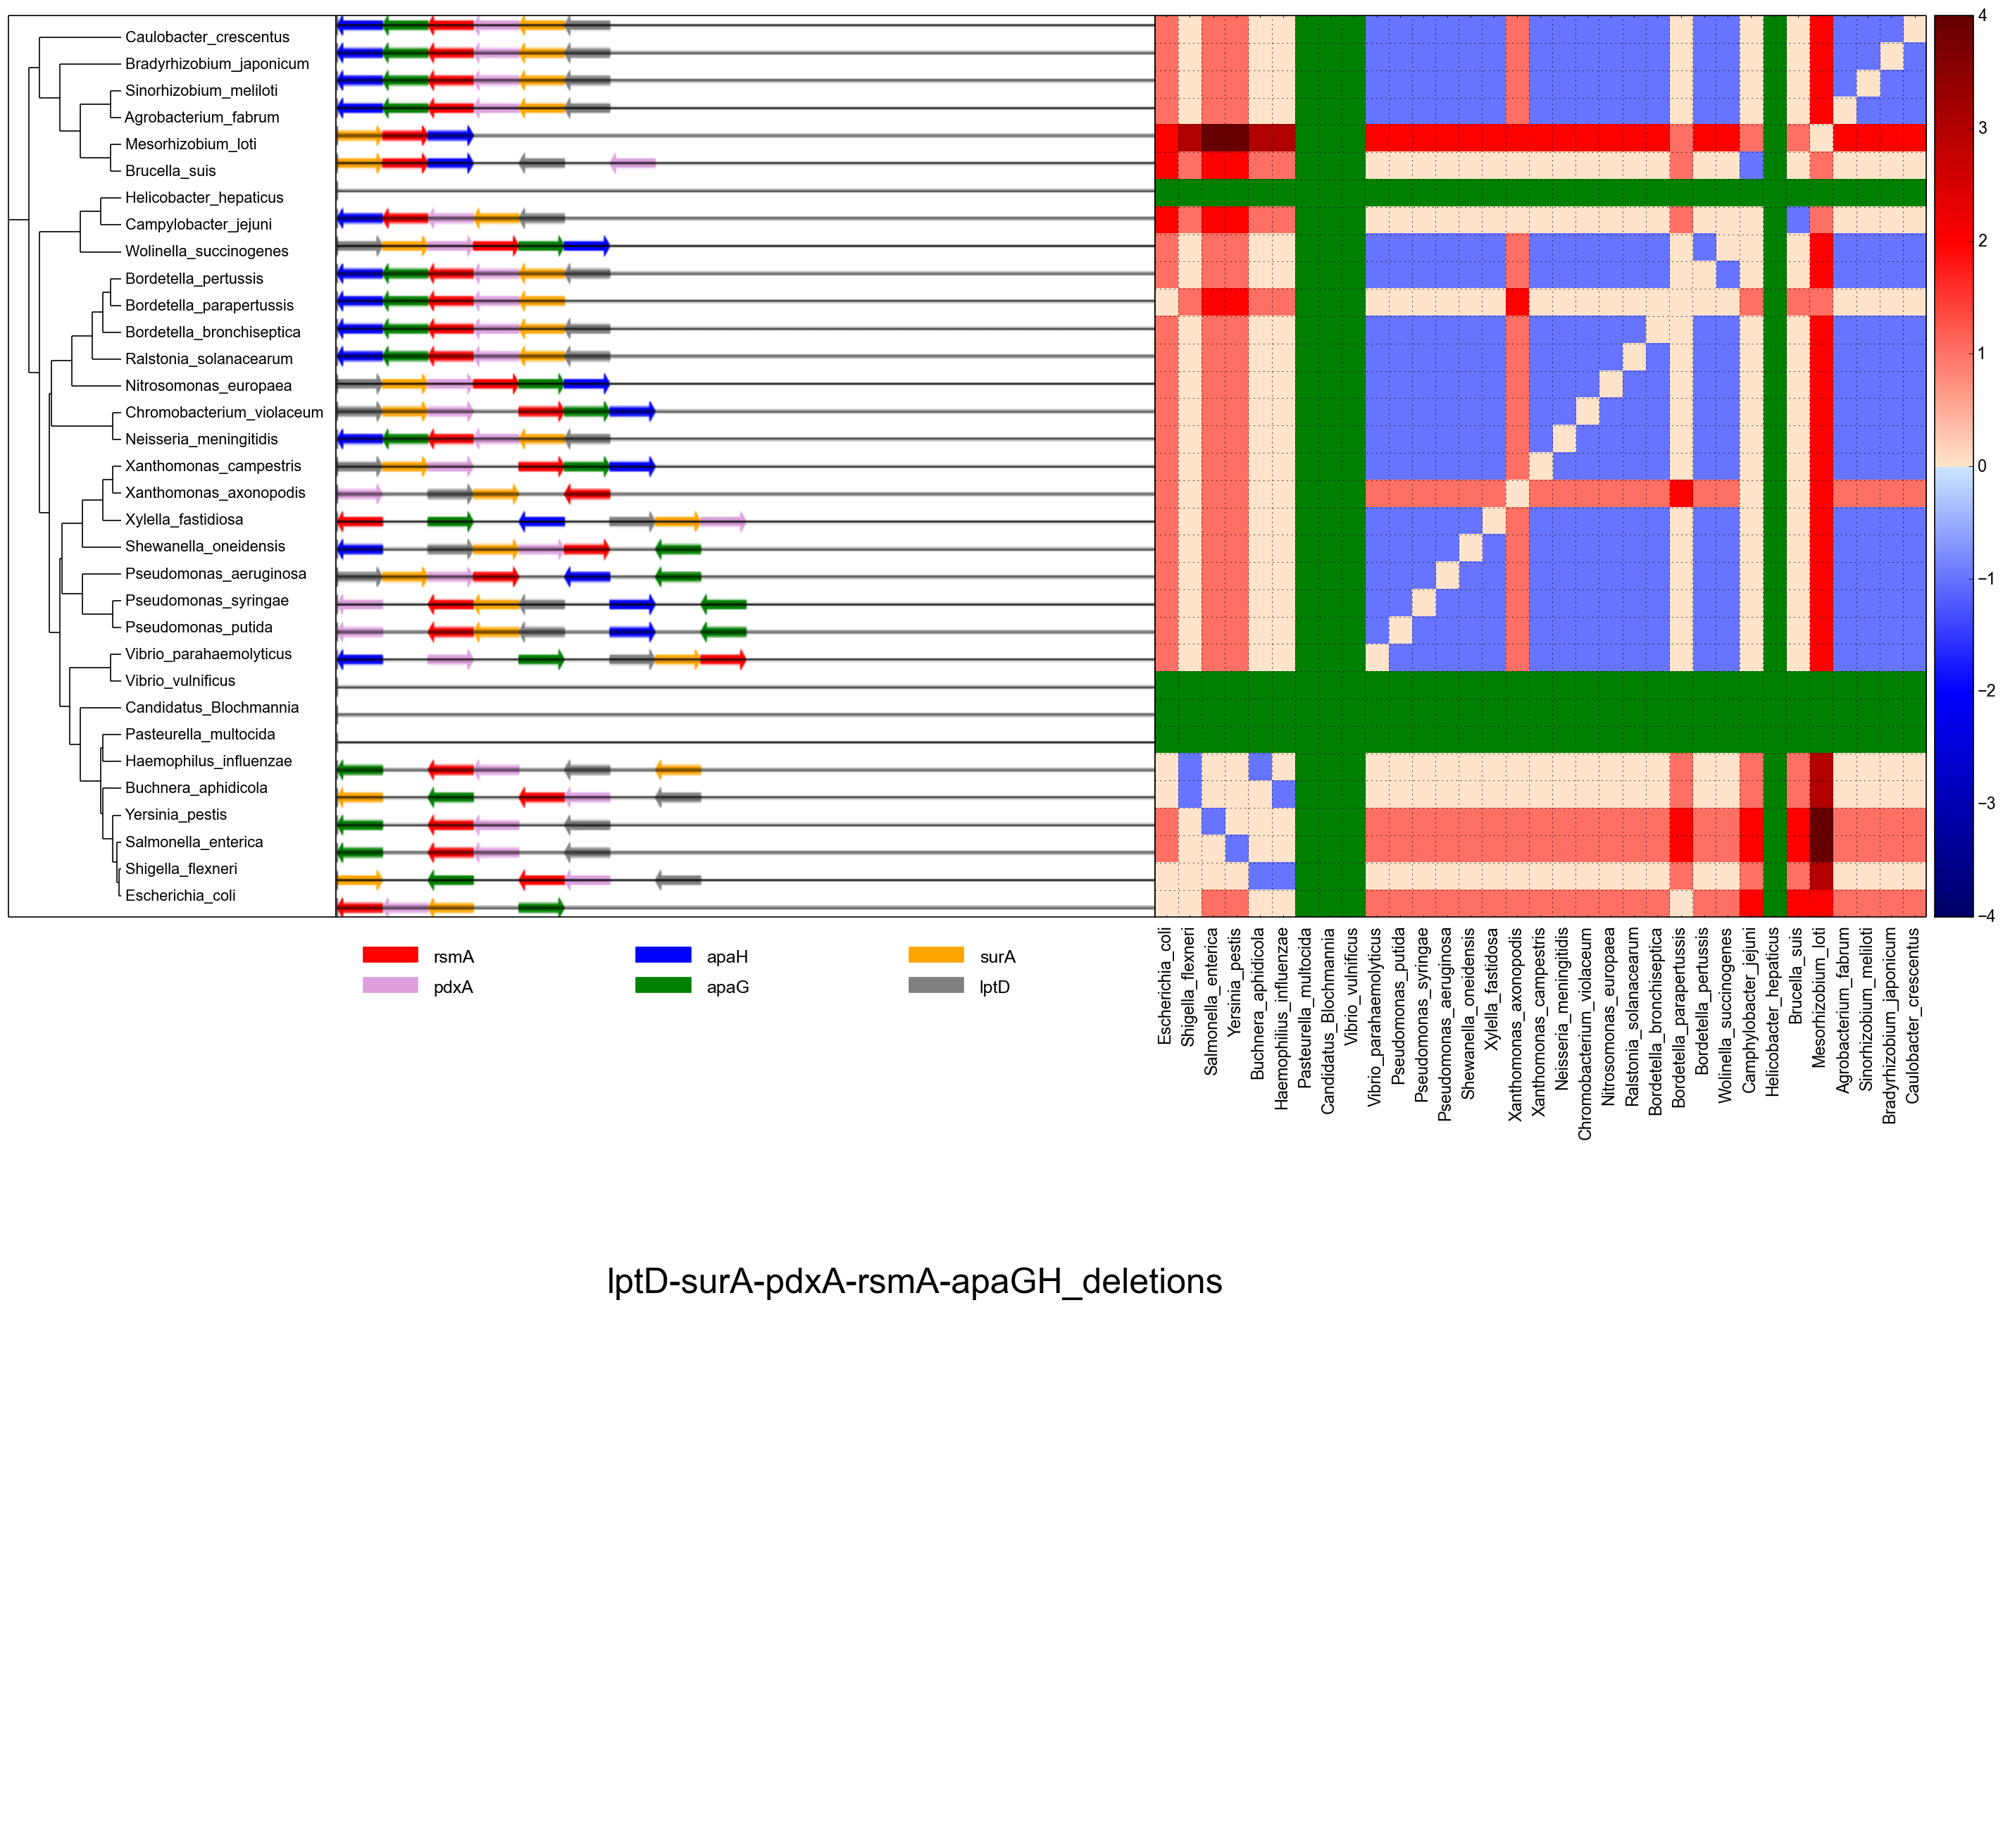 Caulobacter_crescentus
Bradyrhizobium_japonicum
Sinorhizobium_meliloti
Agrobacterium_fabrum
Mesorhizobium_loti
Brucella_suis
Helicobacter_hepaticus
Campylobacter_jejuni
Wolinella_succinogenes
Bordetella_pertussis
Bordetella_parapertussis
Bordetella_bronchiseptica
Ralstonia_solanacearum
Nitrosomonas_europaea
Chromobacterium_violaceum
Neisseria_meningitidis
Xanthomonas_campestris
Xanthomonas_axonopodis
Xylella_fastidiosa
Shewanella_oneidensis
Pseudomonas_aeruginosa
Pseudomonas_syringae
Pseudomonas_putida
Vibrio_parahaemolyticus
Vibrio_vulnificus
Candidatus_Blochmannia
Pasteurella_multocida
Haemophilus_influenzae
Buchnera_aphidicola
Yersinia_pestis
Salmonella_enterica
Shigella_flexneri
Escherichia_coli
4
3
2
1
0
−1
−2
−3
−4
rsmA apaH surA
pdxA apaG lptD
Escherichia_coli
Shigella_flexneri
Salmonella_enterica
Yersinia_pestis
Buchnera_aphidicola
Haemophilus_influenzae
Pasteurella_multocida
Candidatus_Blochmannia
Vibrio_vulnificus
Vibrio_parahaemolyticus
Pseudomonas_putida
Pseudomonas_syringae
Pseudomonas_aeruginosa
Shewanella_oneidensis
Xylella_fastidiosa
Xanthomonas_axonopodis
Xanthomonas_campestris
Neisseria_meningitidis
Chromobacterium_violaceum
Nitrosomonas_europaea
Ralstonia_solanacearum
Bordetella_bronchiseptica
Bordetella_parapertussis
Bordetella_pertussis
Wolinella_succinogenes
Camphylobacter_jejuni
Helicobacter_hepaticus
Brucella_suis
Mesorhizobium_loti
Agrobacterium_fabrum
Sinorhizobium_meliloti
Bradyrhizobium_japonicum
Caulobacter_crescentus
lptD-surA-pdxA-rsmA-apaGH_deletions